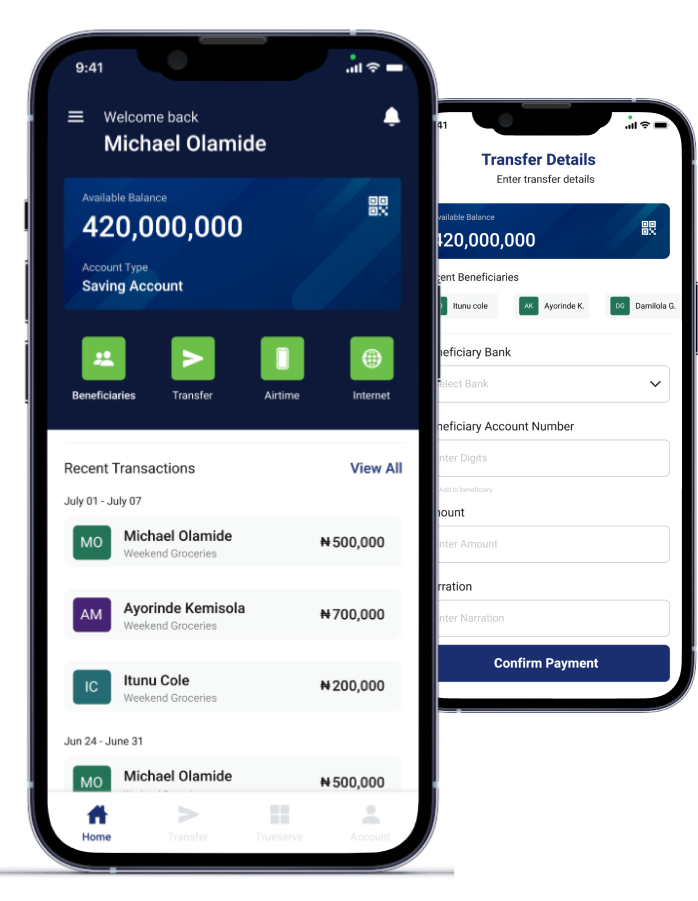 9:41
Welcome back
Michael Olamide
Available Balance
420,000,000
Account Type
Saving Account
Beneficiaries
Transfer
Airtime
Internet
Recent Transactions
View All
July 01 - July 07
MO
Michael Olamide
Weekend Groceries
₦500,000
AM
Ayorinde Kemisola
Weekend Groceries
₦700,000
IC
Itunu Cole
Weekend Groceries
₦200,000
Jun 24 - June 31
MO
Michael Olamide
₦500,000
Home
Transfer
Trueserve
Account
41
Transfer Details
Enter transfer details
vailable Balance
420,000,000
cent Beneficiaries
Itunu cole
AK
Ayorinde K.
DG
Damilola G.
neficiary Bank
elect Bank
neficiary Account Number
nter Digits
Add to beneficiary
ount
nter Amount
rration
nter Narration
Confirm Payment